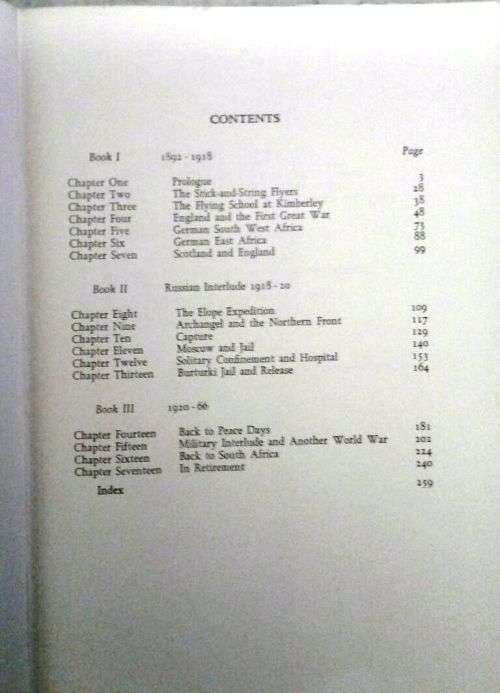 CONTENTS
Book I 1892-1918 Page
Chapter One Prologue 3
Chapter Two The Stick-and-String Flyers 28
Chapter Three The Flying School at Kimberley 38
Chapter Four England and the First Great War 48
Chapter Five German South West Africa 73
Chapter Six German East Africa 88
Chapter Seven Scotland and England 99
Book II Russian Interlude 1918-20
Chapter Eight The Elope Expedition 109
Chapter Nine Archangel and the Northern Front 117
Chapter Ten Capture 129
Chapter Eleven Moscow and Jail 140
Chapter Twelve Solitary Confinement and Hospital 153
Chapter Thirteen Burturki Jail and Release 164
Book III 1920-66
Chapter Fourteen Back to Peace Days 181
Chapter Fifteen Military Interlude and Another World War 202
Chapter Sixteen Back to South Africa 224
Chapter Seventeen In Retirement 240
Index 259